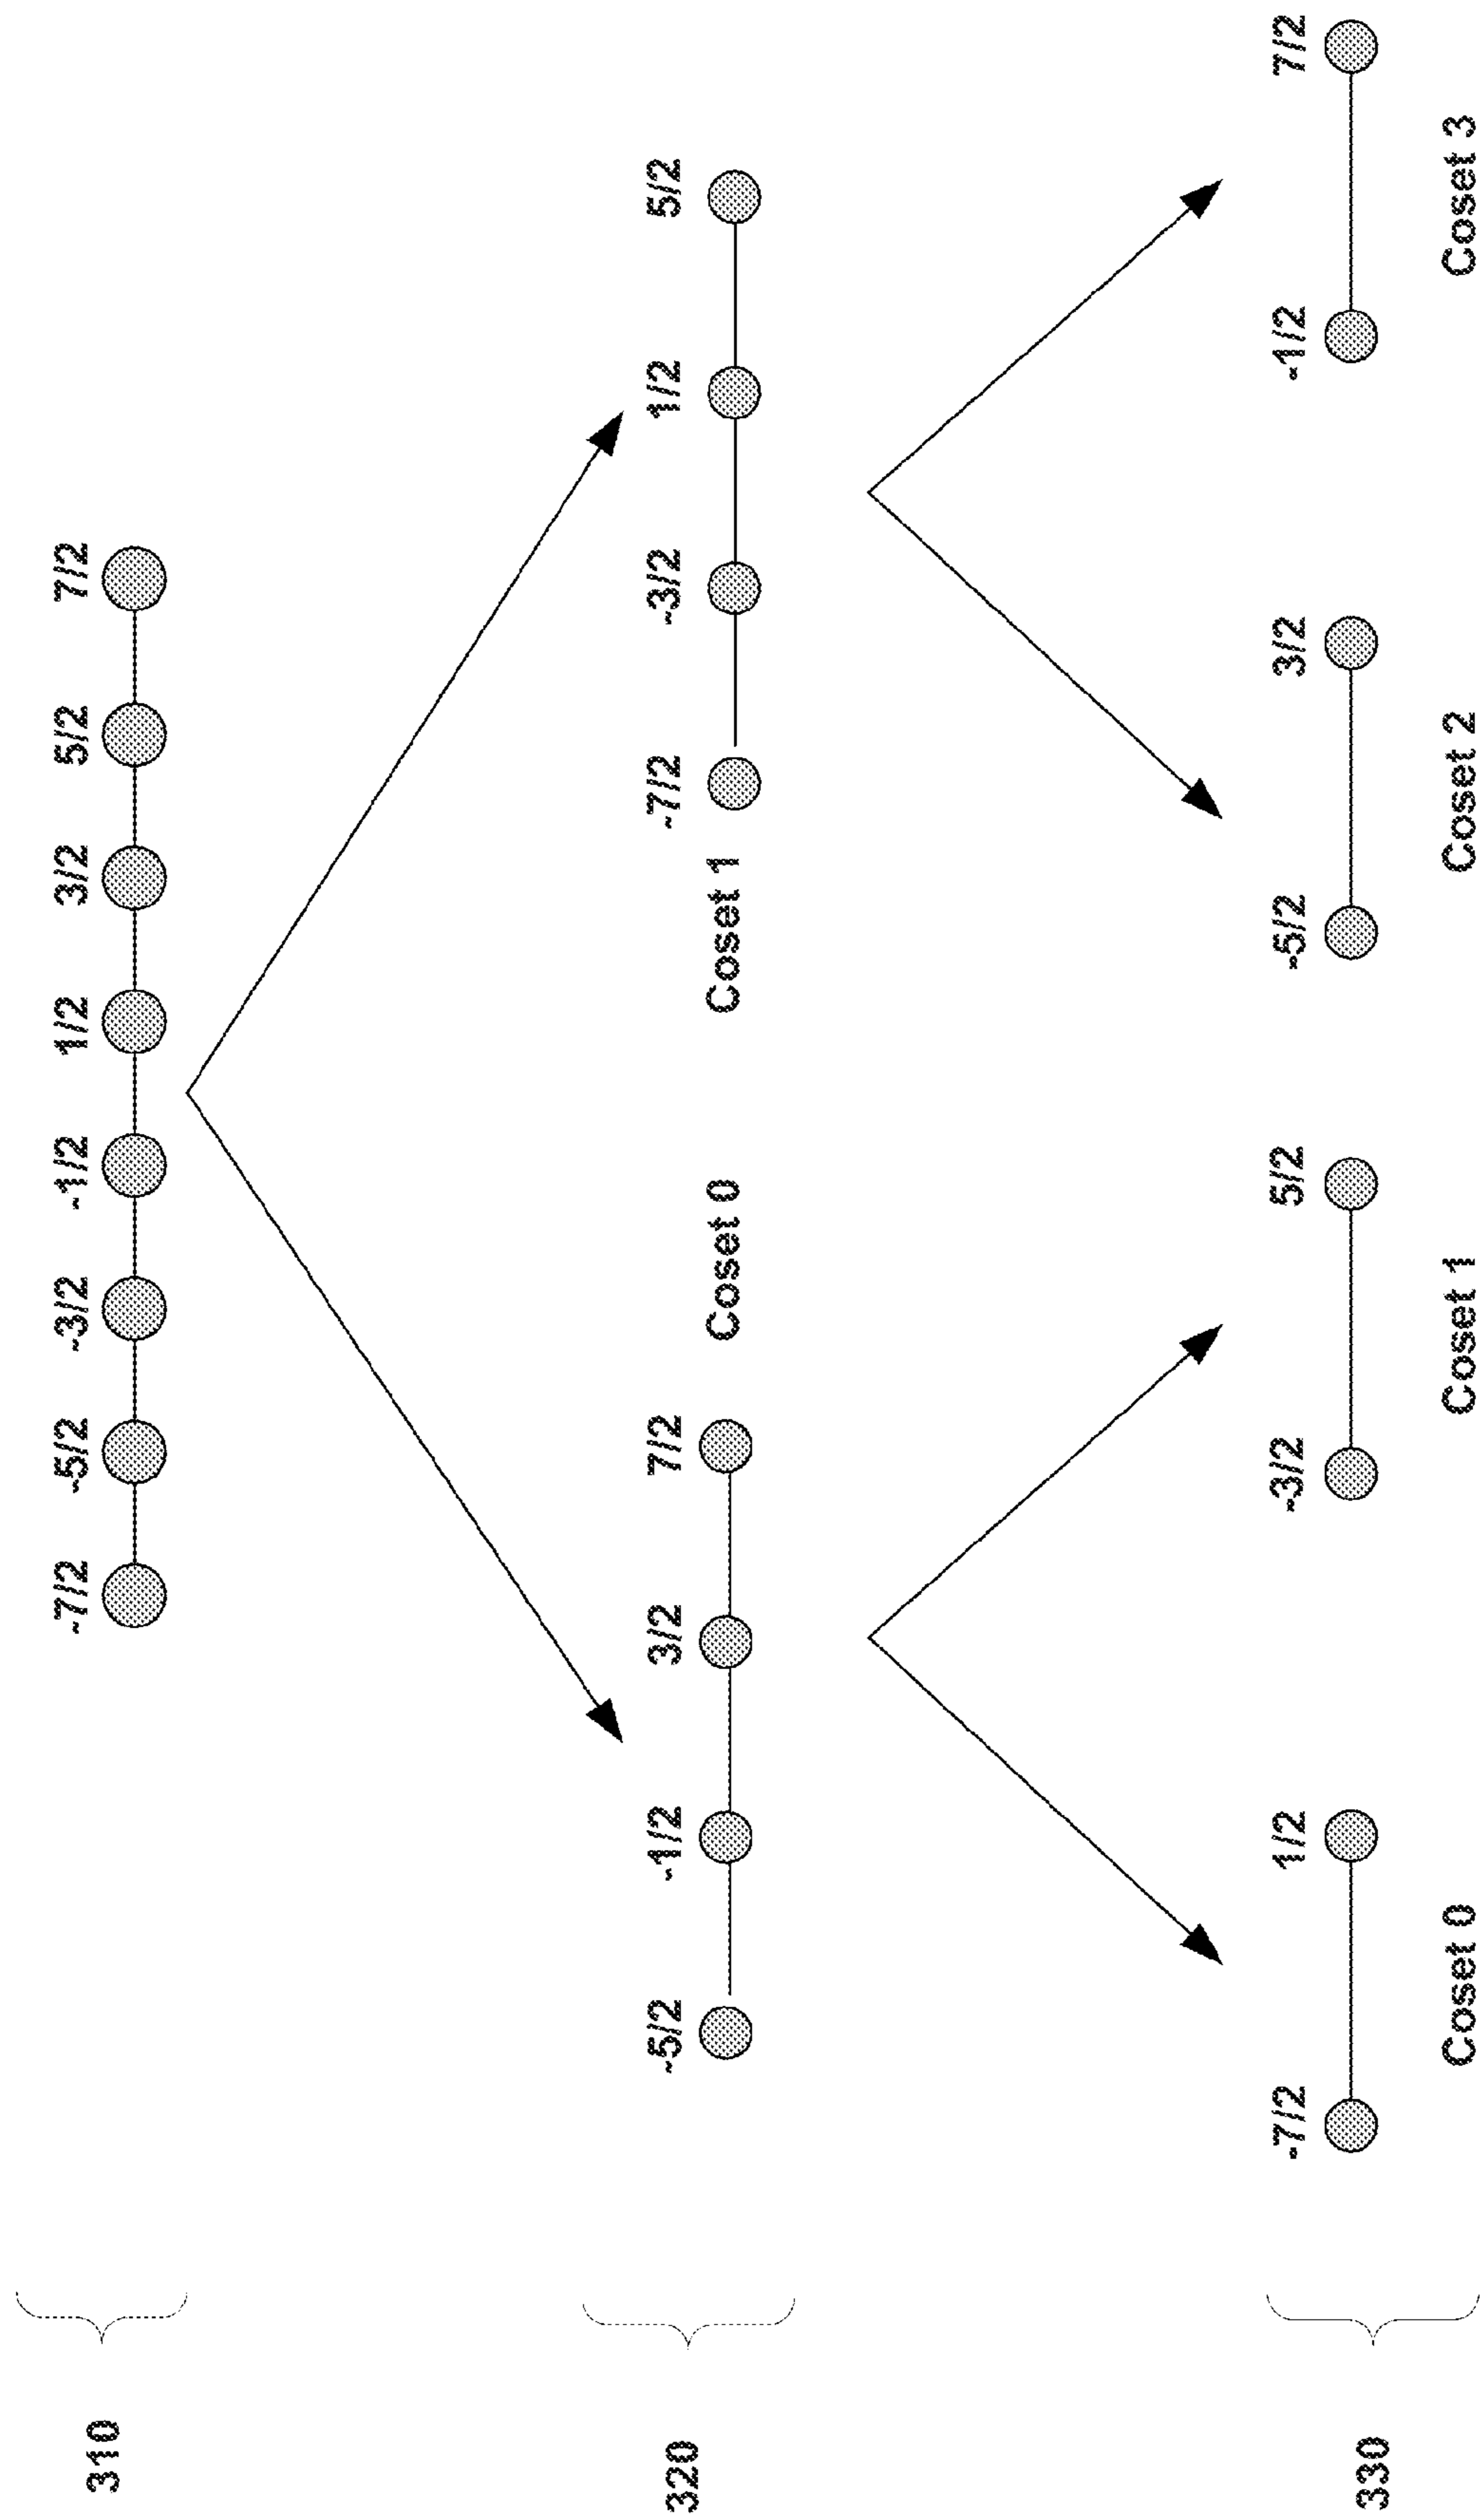 310
-7/2 -5/2 -3/2 -1/2 1/2 3/2 5/2 7/2
320
-5/2 -1/2 3/2 7/2 -7/2 -3/2 1/2 5/2
Coset 0 Coset 1
330
-7/2 1/2 -3/2 5/2 -5/2 3/2 -1/2 7/2
Coset 0 Coset 1 Coset 2 Coset 3